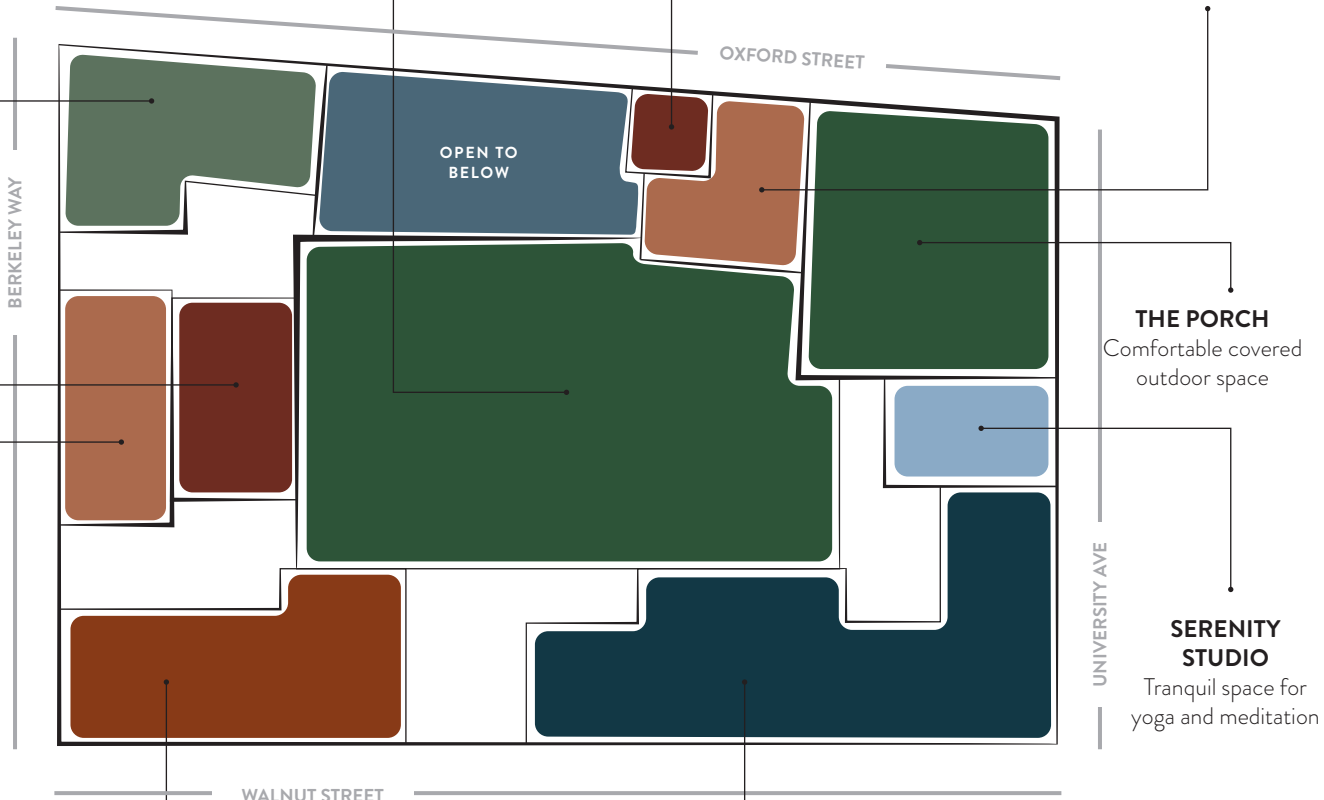 OXFORD STREET
OPEN TO
BELOW
BERKELEY WAY
THE PORCH
Comfortable covered
outdoor space
UNIVERSITY AVE
SERENITY
STUDIO
Tranquil space for
yoga and meditation
WALNUT STREET